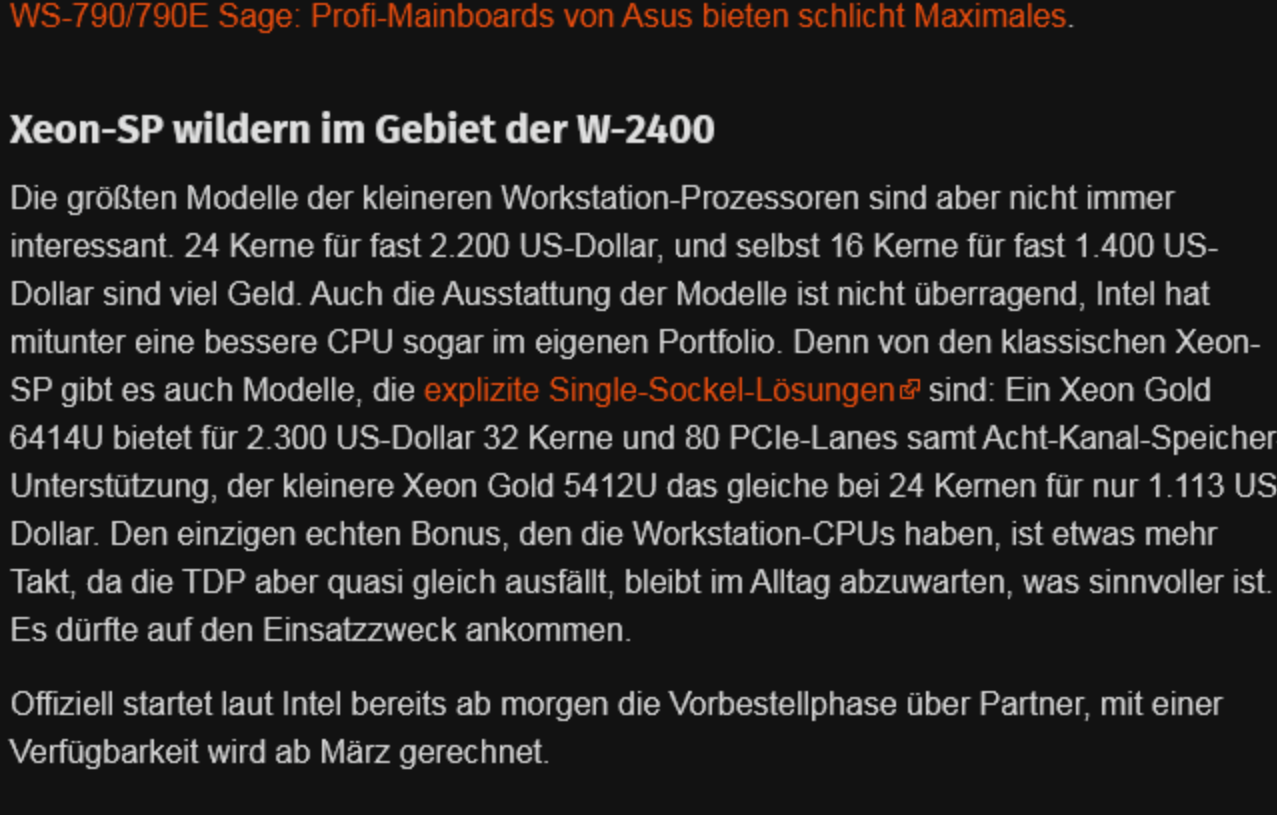 WS-790/790E Sage: Profi-Mainboards von Asus bieten schlicht Maximales.
Xeon-SP wildern im Gebiet der W-2400
Die größten Modelle der kleineren Workstation-Prozessoren sind aber nicht immer
interessant. 24 Kerne für fast 2.200 US-Dollar, und selbst 16 Kerne für fast 1.400 US-
Dollar sind viel Geld. Auch die Ausstattung der Modelle ist nicht überragend, Intel hat
mitunter eine bessere CPU sogar im eigenen Portfolio. Denn von den klassischen Xeon-
SP gibt es auch Modelle, die explizite Single-Sockel-Lösungen sind: Ein Xeon Gold
6414U bietet für 2.300 US-Dollar 32 Kerne und 80 PCIe-Lanes samt Acht-Kanal-Speicher
Unterstützung, der kleinere Xeon Gold 5412U das gleiche bei 24 Kernen für nur 1.113 US
Dollar. Den einzigen echten Bonus, den die Workstation-CPUs haben, ist etwas mehr
Takt, da die TDP aber quasi gleich ausfällt, bleibt im Alltag abzuwarten, was sinnvoller ist.
Es dürfte auf den Einsatzzweck ankommen.
Offiziell startet laut Intel bereits ab morgen die Vorbestellphase über Partner, mit einer
Verfügbarkeit wird ab März gerechnet.